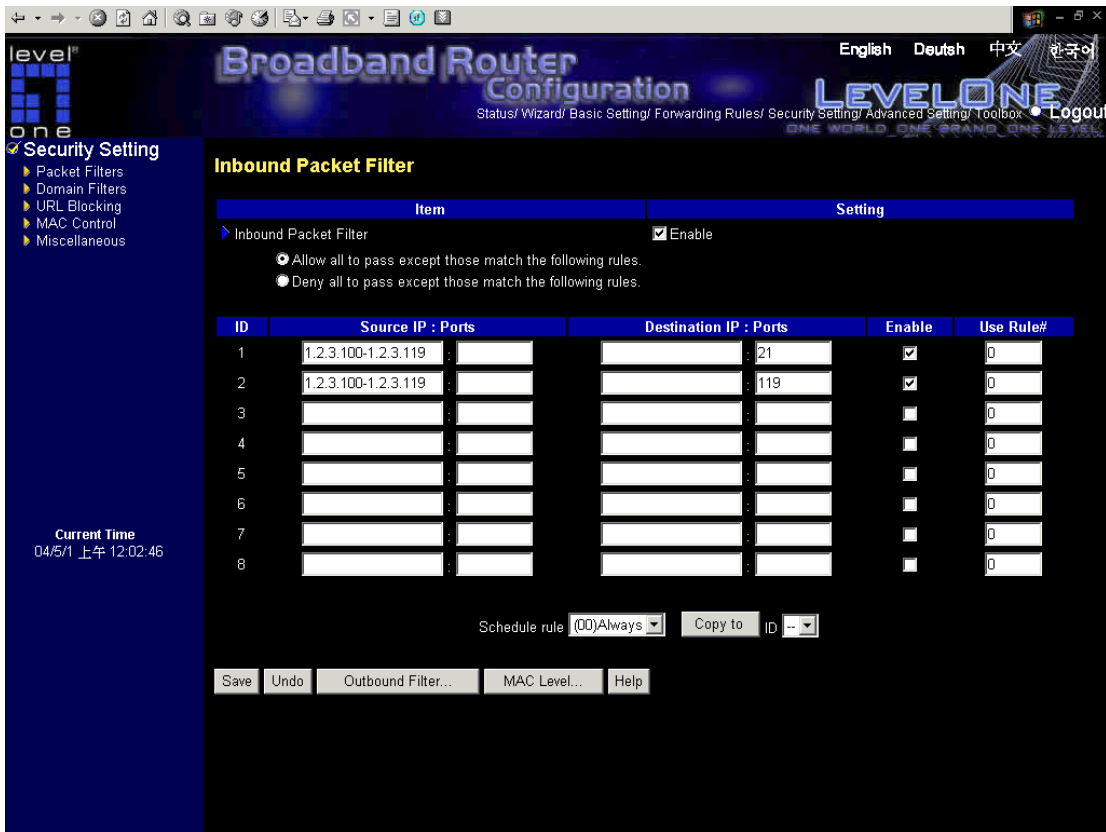 level®
one
Broadband Router
Configuration
English Deutsh 中文 한국어
LEVELONE
Status/ Wizard/ Basic Setting/ Forwarding Rules/ Security Setting/ Advanced Setting/ Toolbox Logout
ONE WORLD ONE BRAND ONE LEVEL
Security Setting
Packet Filters
Domain Filters
URL Blocking
MAC Control
Miscellaneous
Current Time
04/5/1 上午 12:02:46
Inbound Packet Filter
Item Setting
Inbound Packet Filter Enable
Allow all to pass except those match the following rules.
Deny all to pass except those match the following rules.
ID Source IP : Ports Destination IP : Ports Enable Use Rule#
1 1.2.3.100-1.2.3.119 : : 21 0
2 1.2.3.100-1.2.3.119 : : 119 0
3 : : 0
4 : : 0
5 : : 0
6 : : 0
7 : : 0
8 : : 0
Schedule rule (00)Always Copy to ID --
Save Undo Outbound Filter... MAC Level... Help